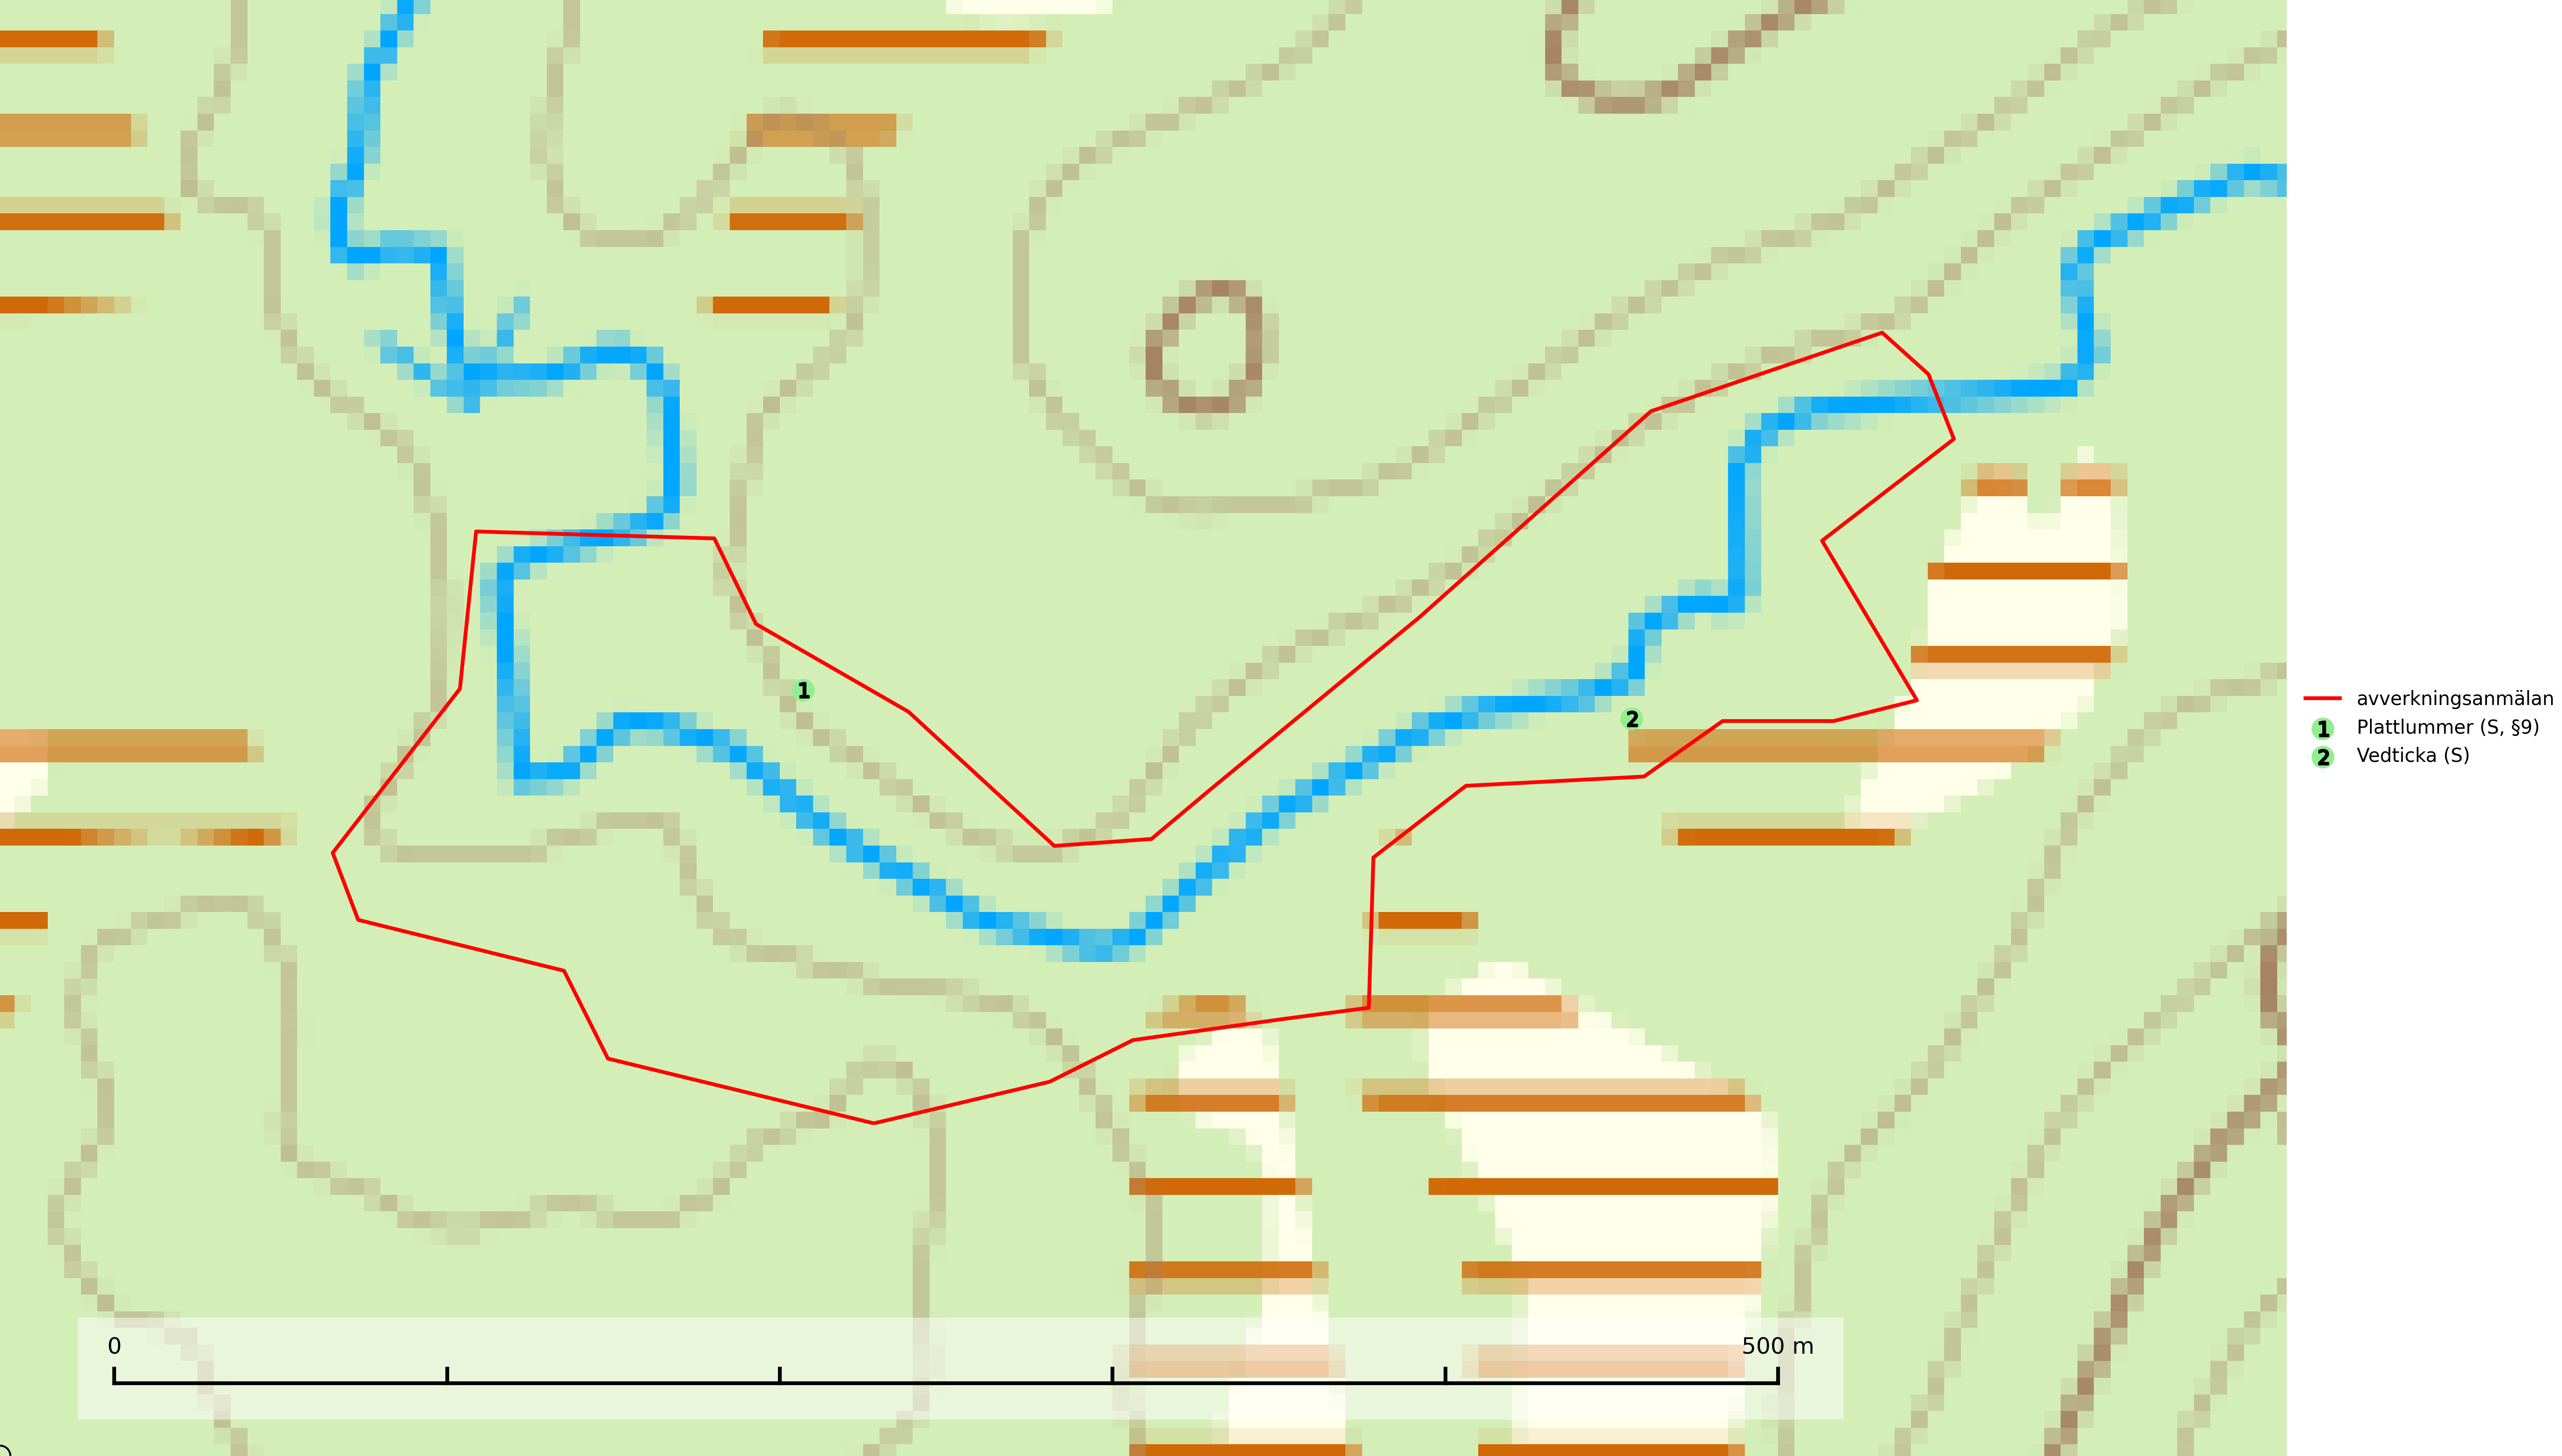 1
2
avverkningsanmälan
1 Plattlummer (S, §9)
2 Vedticka (S)
0 500 m